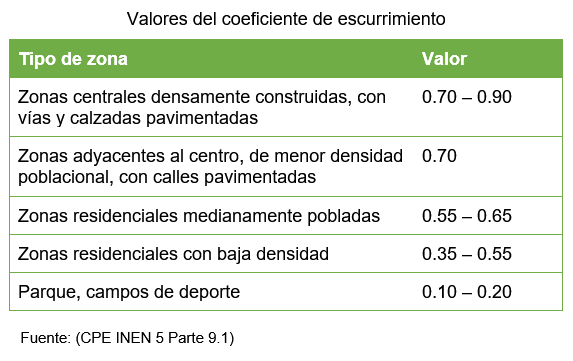 Valores del coeficiente de escurrimiento
Tipo de zona Valor
Zonas centrales densamente construidas, con 0.70 – 0.90
vías y calzadas pavimentadas
Zonas adyacentes al centro, de menor densidad 0.70
poblacional, con calles pavimentadas
Zonas residenciales medianamente pobladas 0.55 – 0.65
Zonas residenciales con baja densidad 0.35 – 0.55
Parque, campos de deporte 0.10 – 0.20
Fuente: (CPE INEN 5 Parte 9.1)